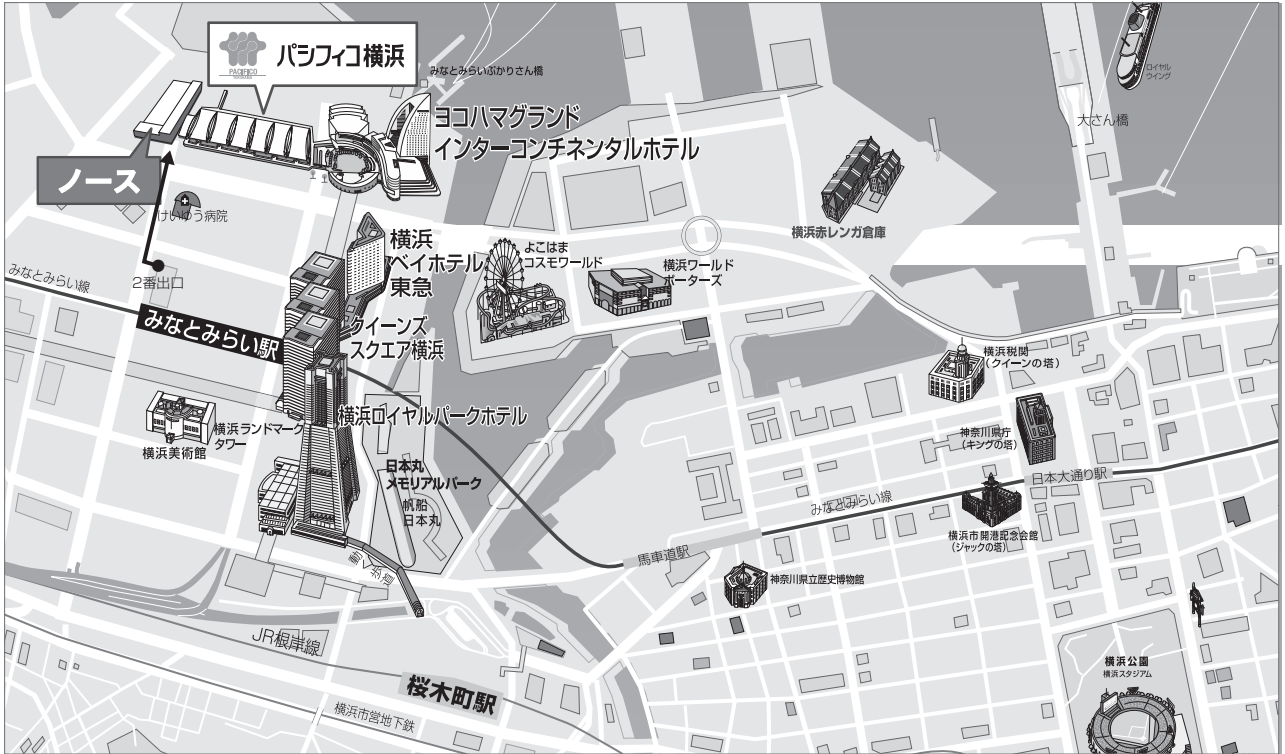 パシフィコ横浜
PACIFICO
YOKOHAMA
みなとみらいぷかりさん橋
ロイヤル
ウイング
大さん橋
ヨコハマグランド
インターコンチネンタルホテル
ノース
けいゆう病院
横浜赤レンガ倉庫
横浜
ベイホテル
東急
よこはま
コスモワールド
横浜ワールド
ポーターズ
みなとみらい線
2番出口
みなとみらい駅
クイーンズ
スクエア横浜
横浜税関
(クイーンの塔)
横浜ロイヤルパークホテル
横浜ランドマーク
タワー
横浜美術館
神奈川県庁
(キングの塔)
日本丸
メモリアルパーク
帆船
日本丸
日本大通り駅
みなとみらい線
横浜市開港記念会館
(ジャックの塔)
馬車道駅
動く歩道
神奈川県立歴史博物館
JR根岸線
桜木町駅
横浜市営地下鉄
横浜公園
横浜スタジアム